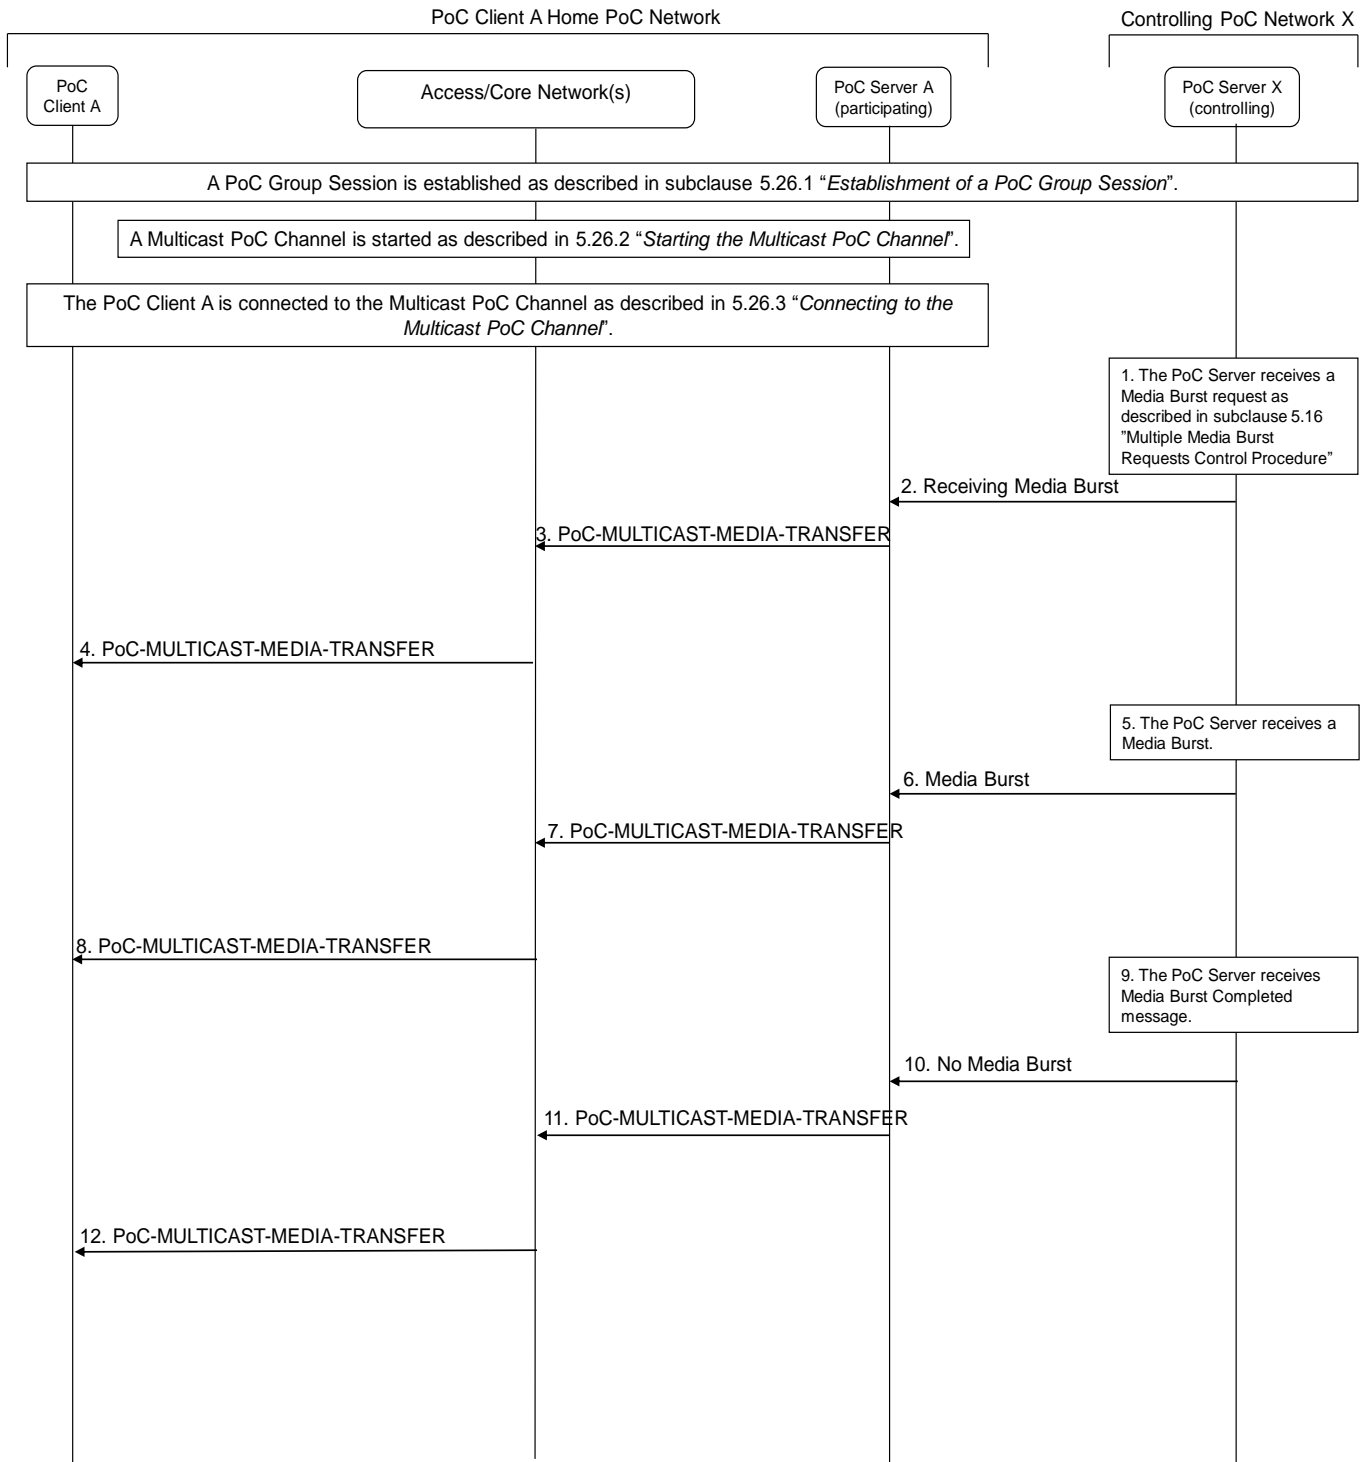 PoC Client A Home PoC Network
Controlling PoC Network X
PoC
Client A
Access/Core Network(s)
PoC Server A
(participating)
PoC Server X
(controlling)
A PoC Group Session is established as described in subclause 5.26.1 “Establishment of a PoC Group Session”.
A Multicast PoC Channel is started as described in 5.26.2 “Starting the Multicast PoC Channel”.
The PoC Client A is connected to the Multicast PoC Channel as described in 5.26.3 “Connecting to the
Multicast PoC Channel”.
1. The PoC Server receives a
Media Burst request as
described in subclause 5.16
”Multiple Media Burst
Requests Control Procedure”
2. Receiving Media Burst
3. PoC-MULTICAST-MEDIA-TRANSFER
4. PoC-MULTICAST-MEDIA-TRANSFER
5. The PoC Server receives a
Media Burst.
6. Media Burst
7. PoC-MULTICAST-MEDIA-TRANSFER
8. PoC-MULTICAST-MEDIA-TRANSFER
9. The PoC Server receives
Media Burst Completed
message.
10. No Media Burst
11. PoC-MULTICAST-MEDIA-TRANSFER
12. PoC-MULTICAST-MEDIA-TRANSFER